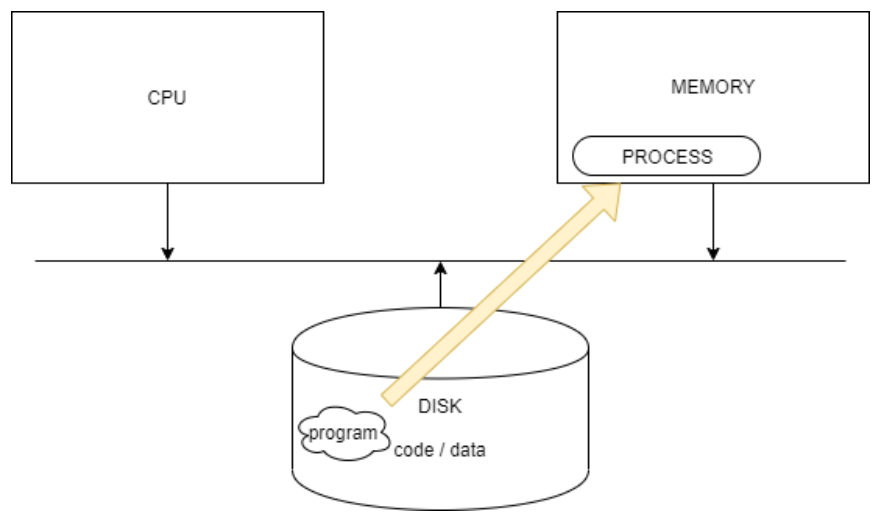 CPU
MEMORY
PROCESS
DISK
program
code / data